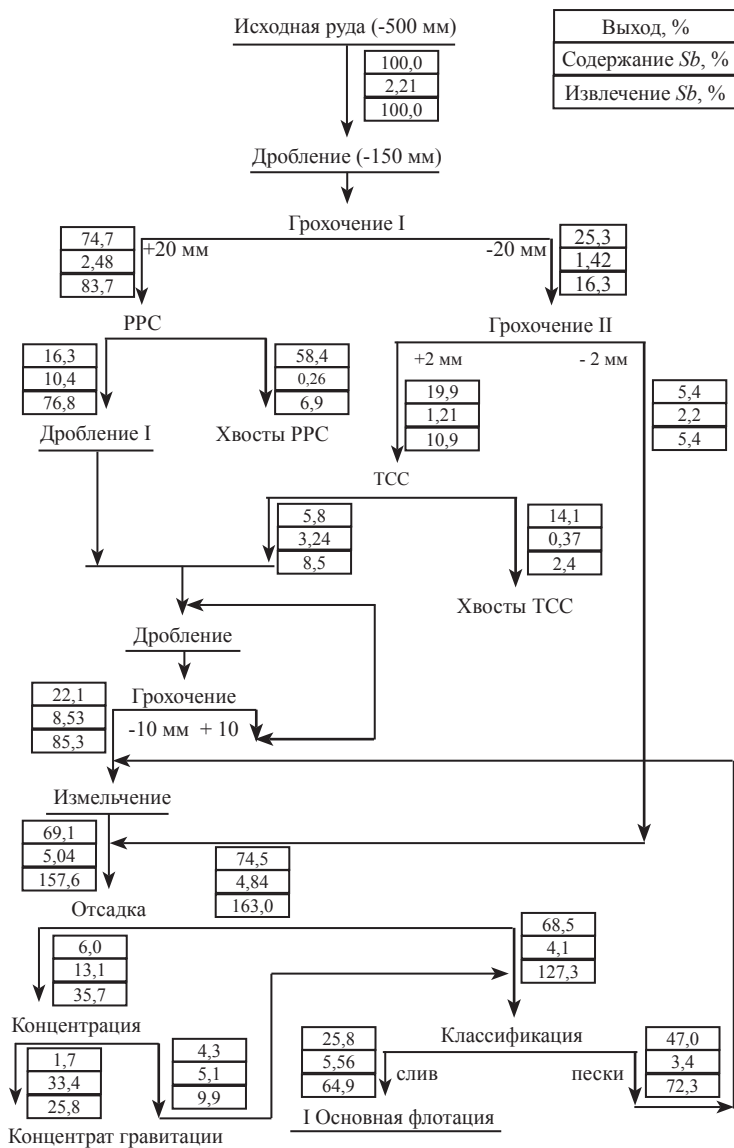 Исходная руда (-500 мм)
Выход, %
Содержание Sb, %
Извлечение Sb, %
100,0
2,21
100,0
Дробление (-150 мм)
Грохочение I
74,7
2,48
83,7
+20 мм
-20 мм
25,3
1,42
16,3
РРС
Грохочение II
16,3
10,4
76,8
58,4
0,26
6,9
+2 мм
- 2 мм
19,9
1,21
10,9
5,4
2,2
5,4
Дробление I
Хвосты РРС
ТСС
5,8
3,24
8,5
14,1
0,37
2,4
Хвосты ТСС
Дробление
Грохочение
22,1
8,53
85,3
-10 мм + 10
Измельчение
69,1
5,04
157,6
74,5
4,84
163,0
Отсадка
6,0
13,1
35,7
68,5
4,1
127,3
Концентрация
Классификация
1,7
33,4
25,8
4,3
5,1
9,9
25,8
5,56
64,9
слив
пески
47,0
3,4
72,3
Концентрат гравитации
I Основная флотация